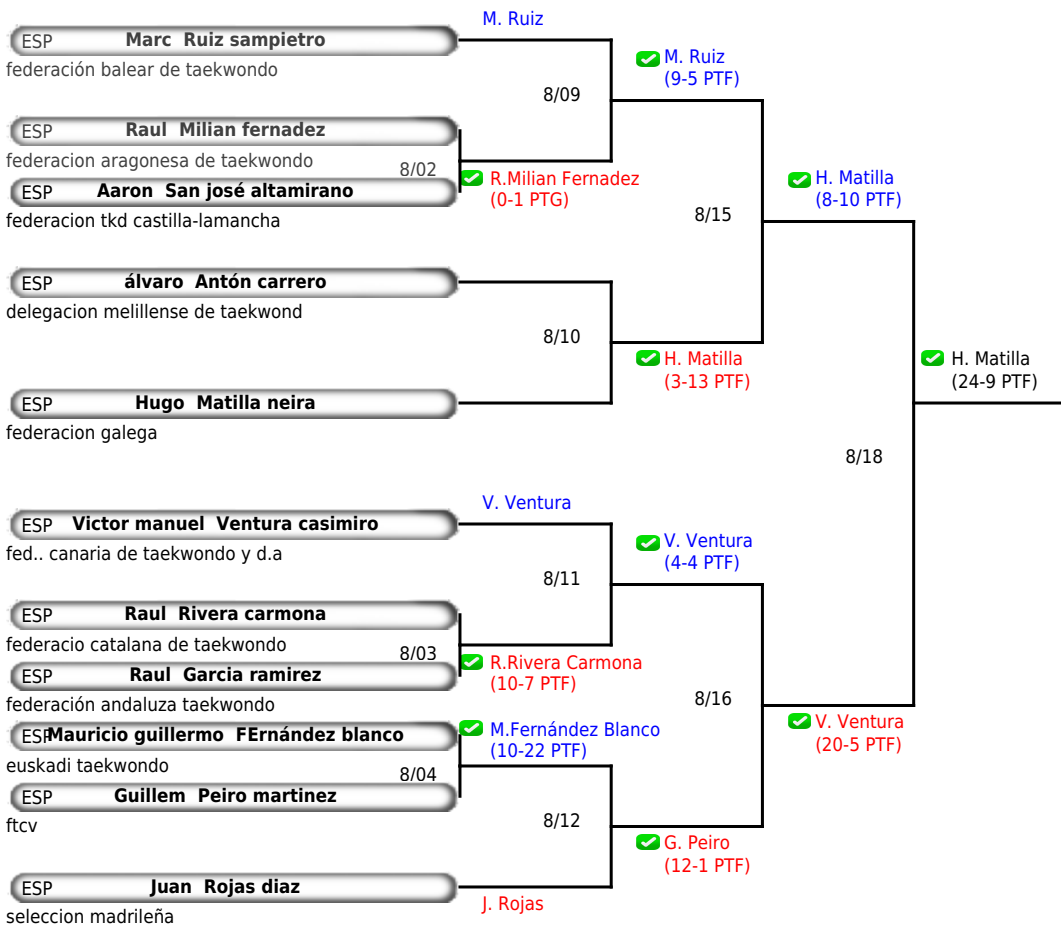 M. Ruiz
ESP Marc Ruiz sampietro
federación balear de taekwondo
M. Ruiz
(9-5 PTF)
8/09
ESP Raul Milian fernadez
federacion aragonesa de taekwondo
8/02
R.Milian Fernadez
(0-1 PTG)
ESP Aaron San josé altamirano
federacion tkd castilla-lamancha
H. Matilla
(8-10 PTF)
8/15
ESP álvaro Antón carrero
delegacion melillense de taekwond
8/10
H. Matilla
(3-13 PTF)
H. Matilla
(24-9 PTF)
ESP Hugo Matilla neira
federacion galega
8/18
V. Ventura
ESP Victor manuel Ventura casimiro
fed.. canaria de taekwondo y d.a
V. Ventura
(4-4 PTF)
8/11
ESP Raul Rivera carmona
federacio catalana de taekwondo
8/03
R.Rivera Carmona
(10-7 PTF)
ESP Raul Garcia ramirez
federación andaluza taekwondo
8/16
V. Ventura
(20-5 PTF)
ESP Mauricio guillermo FErnández blanco
euskadi taekwondo
M.Fernández Blanco
(10-22 PTF)
8/04
ESP Guillem Peiro martinez
ftcv
8/12
G. Peiro
(12-1 PTF)
ESP Juan Rojas diaz
seleccion madrileña
J. Rojas